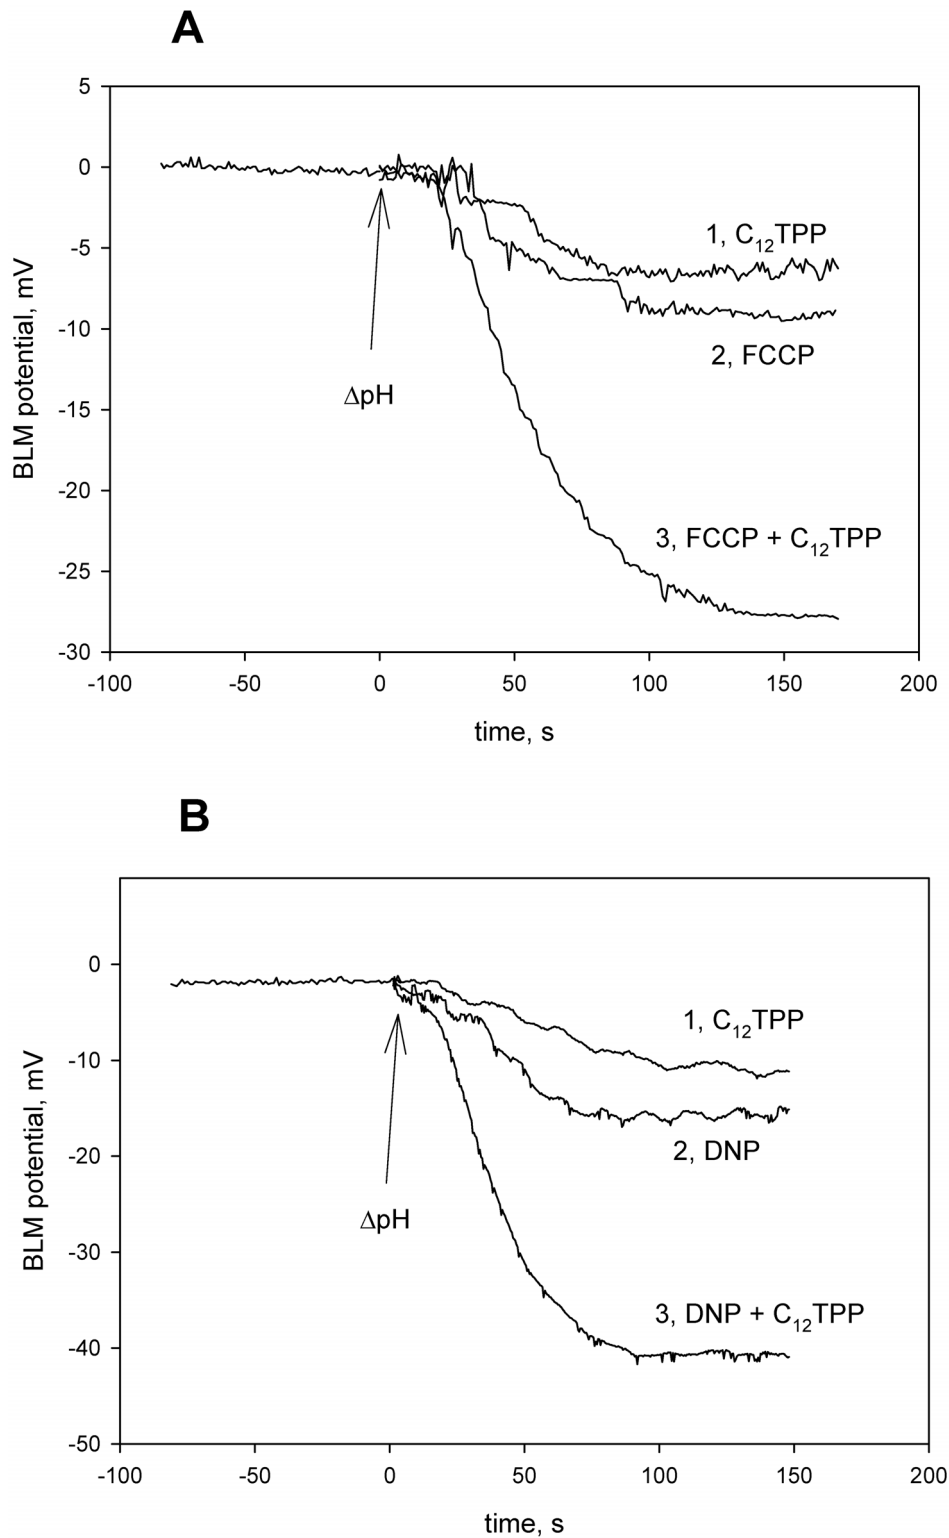 A
5
0
-5
-10
-15
-20
-25
-30
BLM potential, mV
1, C₁₂TPP
2, FCCP
ΔpH
3, FCCP + C₁₂TPP
-100 -50 0 50 100 150 200
time, s
B
0
-10
-20
-30
-40
-50
BLM potential, mV
1, C₁₂TPP
2, DNP
ΔpH
3, DNP + C₁₂TPP
-100 -50 0 50 100 150 200
time, s